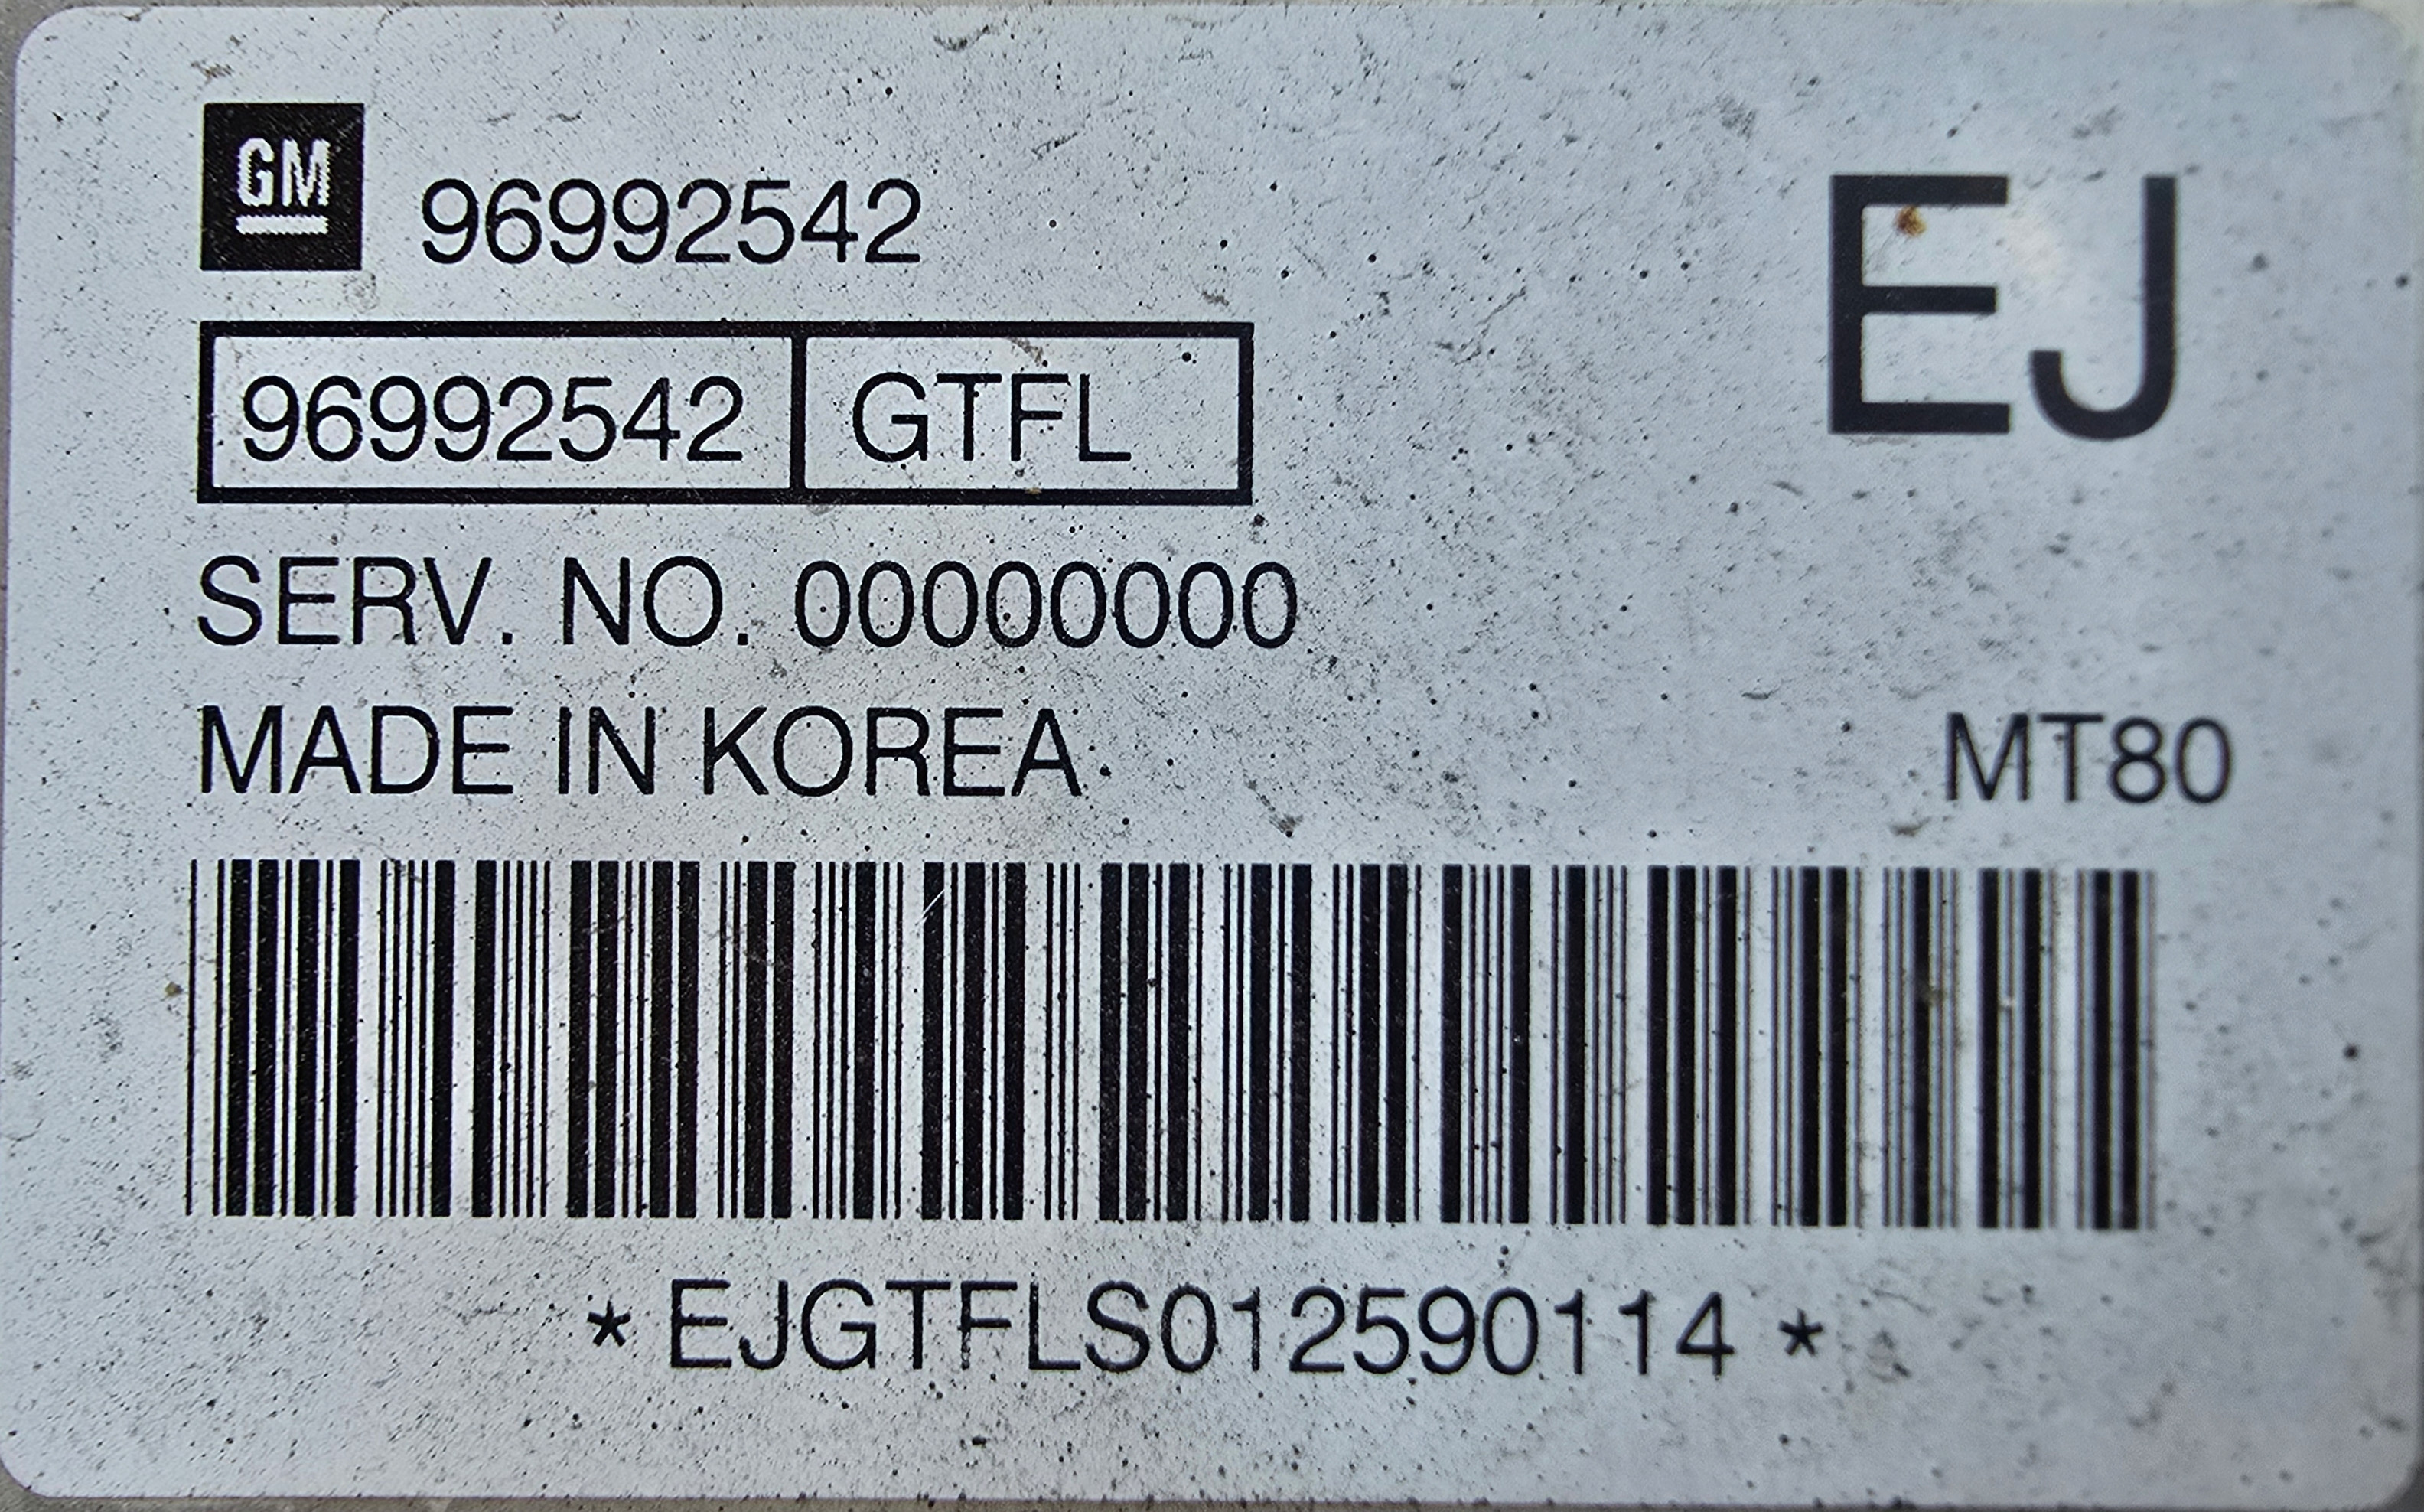 GM 96992542
EJ
96992542 GTFL
SERV. NO. 00000000
MADE IN KOREA
MT80
* EJGTFLS012590114 *